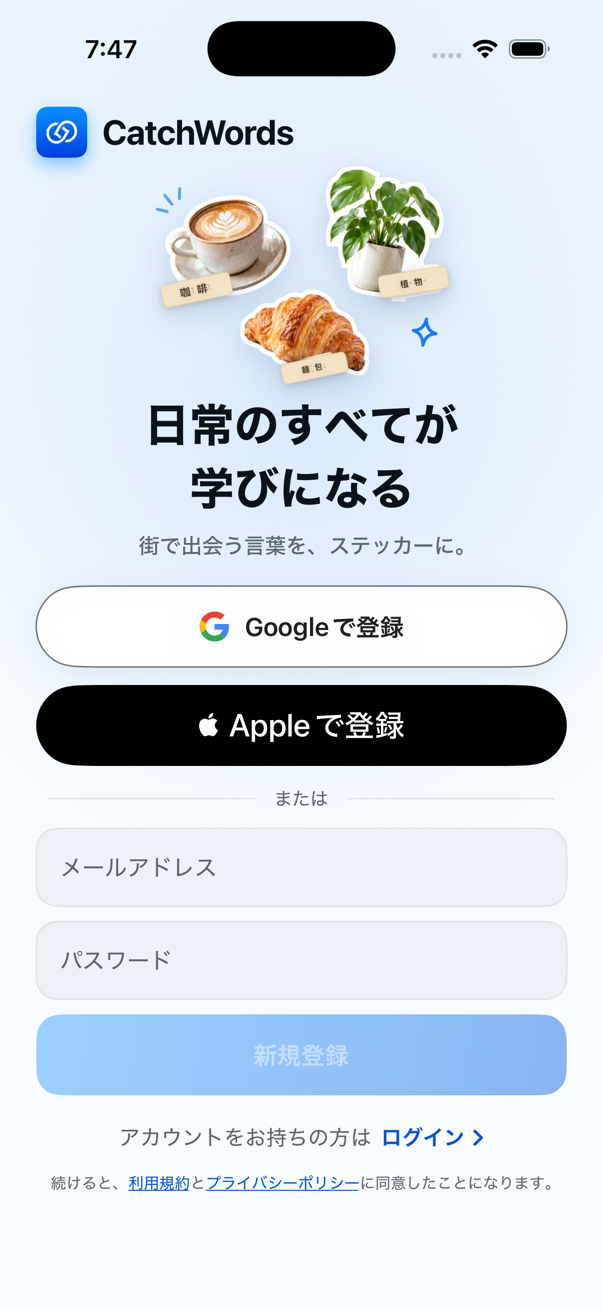 7:47
CatchWords
咖啡
植物
麵包
日常のすべてが
学びになる
街で出会う言葉を、ステッカーに。
Googleで登録
Appleで登録
または
メールアドレス
パスワード
新規登録
アカウントをお持ちの方は ログイン
続けると、利用規約とプライバシーポリシーに同意したことになります。